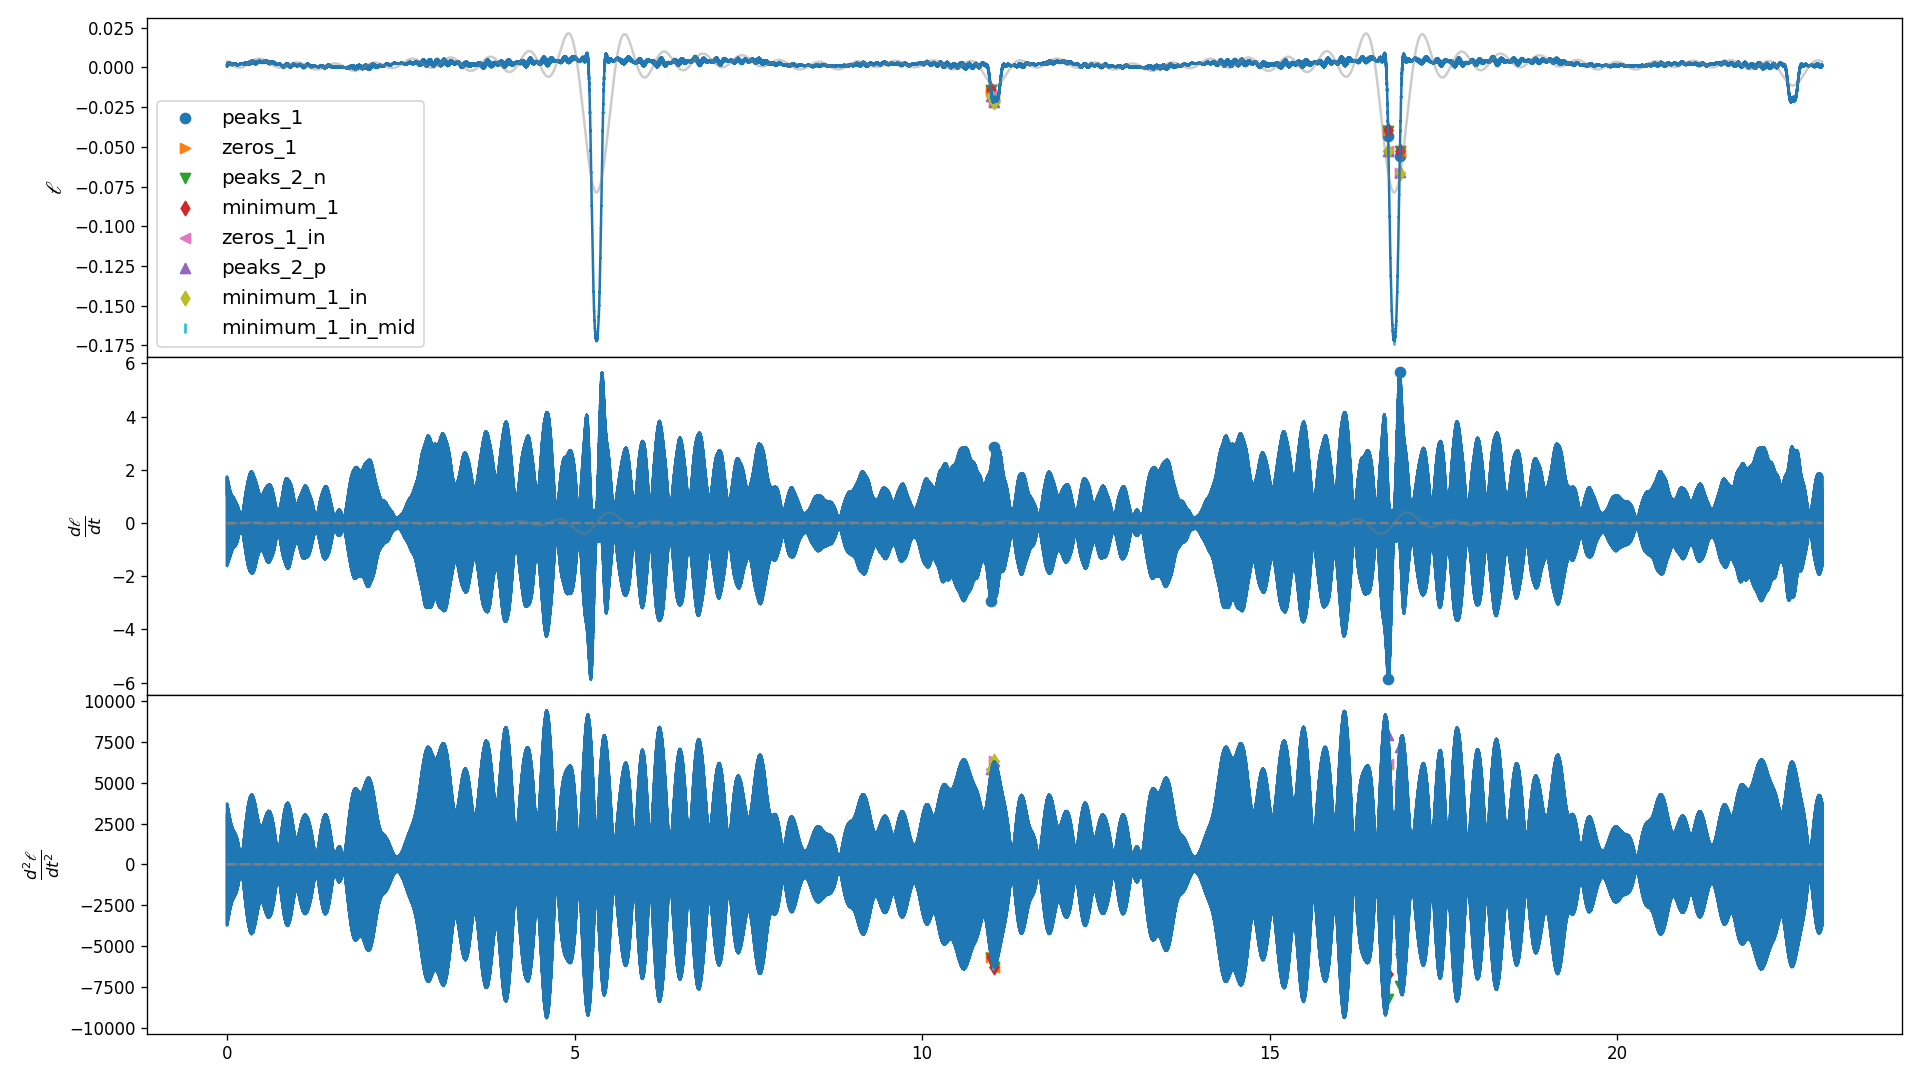 0.025
0.000
−0.025
−0.050
−0.075
−0.100
−0.125
−0.150
−0.175
ℓ
peaks_1
zeros_1
peaks_2_n
minimum_1
zeros_1_in
peaks_2_p
minimum_1_in
minimum_1_in_mid
6
4
2
0
−2
−4
−6
dℓ
dt
10000
7500
5000
2500
0
−2500
−5000
−7500
−10000
d²ℓ
dt²
0 5 10 15 20